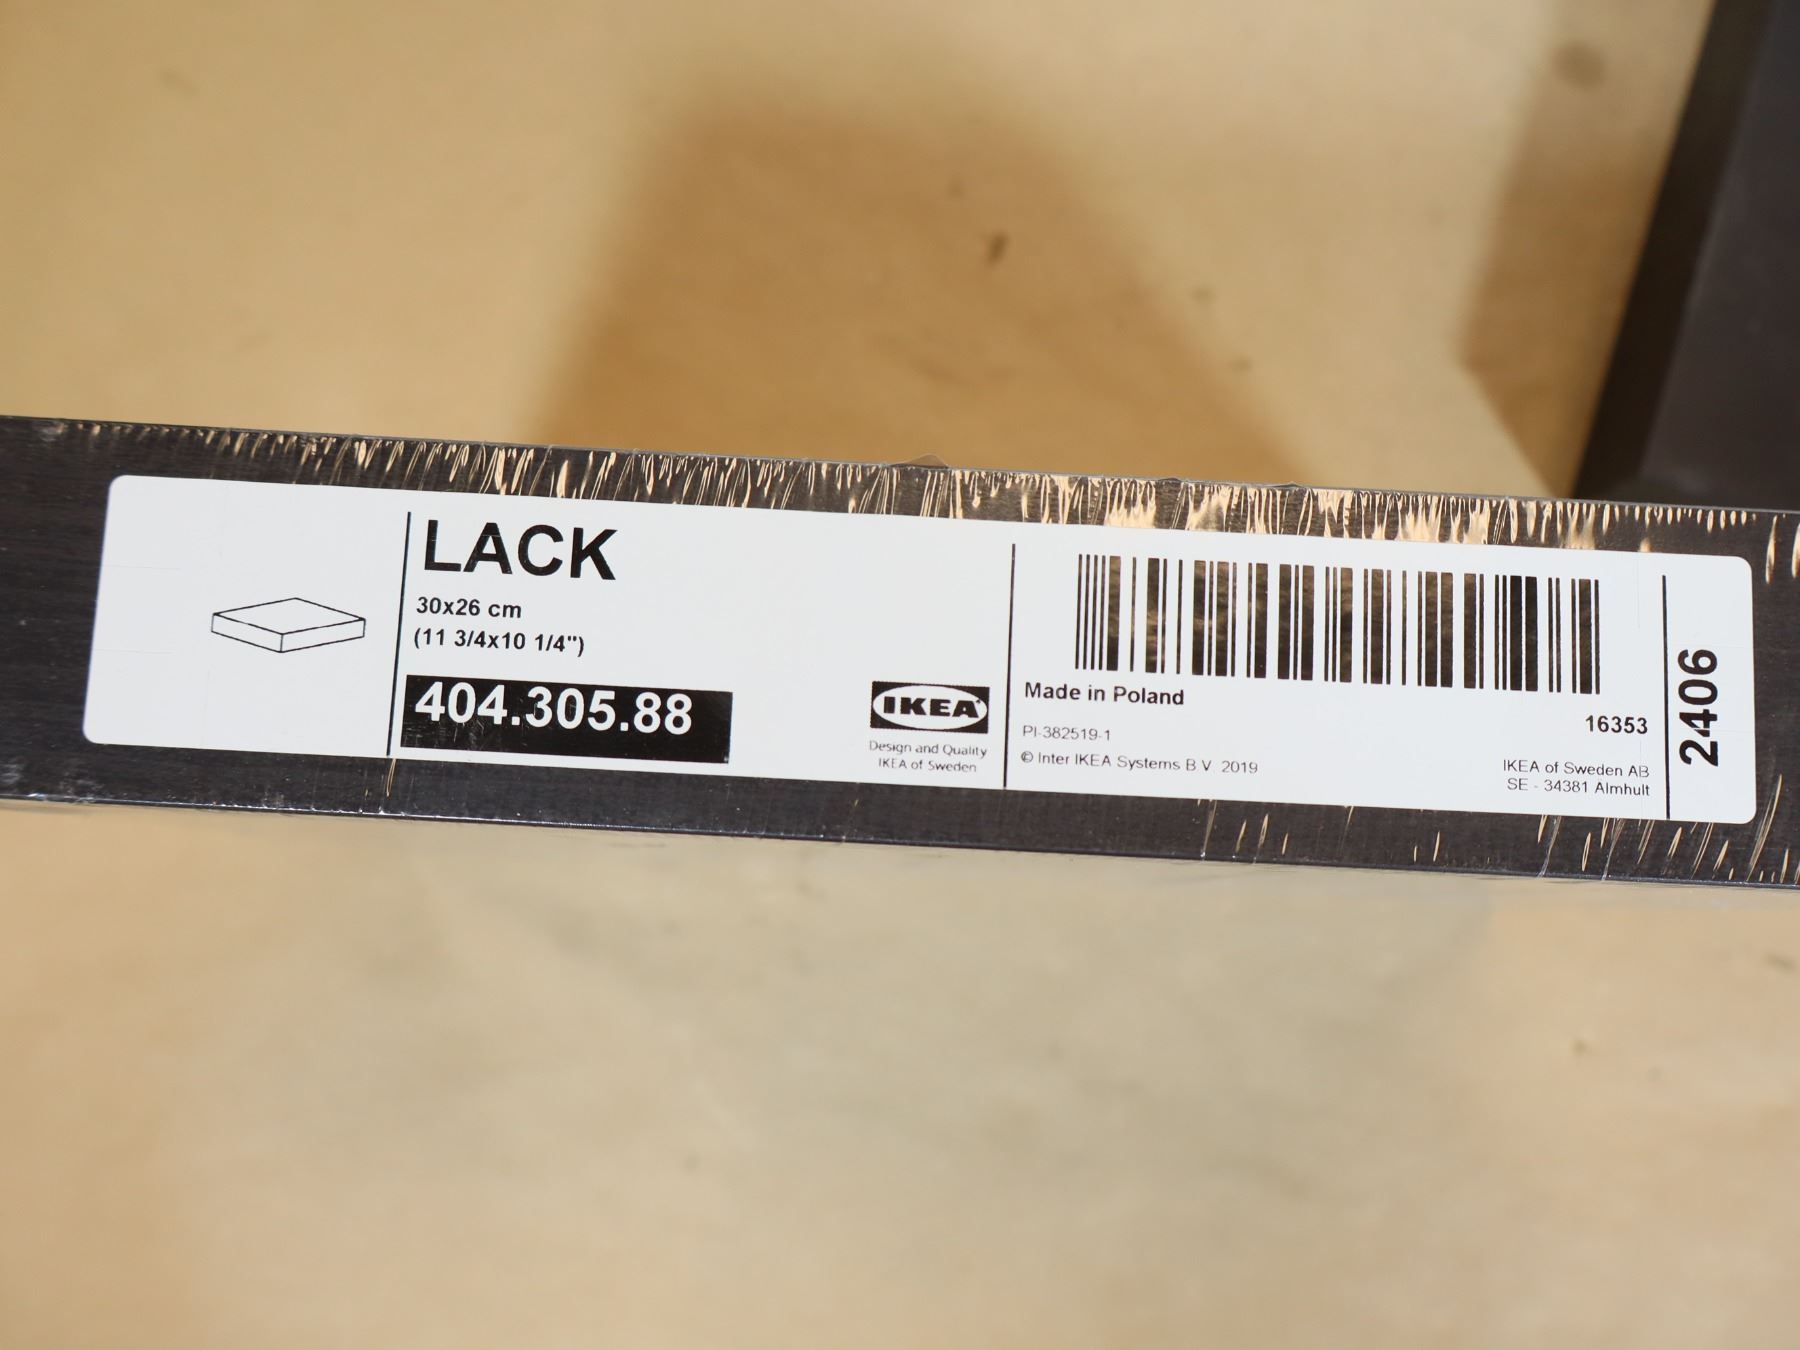 LACK
30x26 cm
(11 3/4x10 1/4")
404.305.88
IKEA
Design and Quality
IKEA of Sweden
Made in Poland
PI-382519-1
© Inter IKEA Systems B.V. 2019
16353
IKEA of Sweden AB
SE - 34381 Älmhult
2406